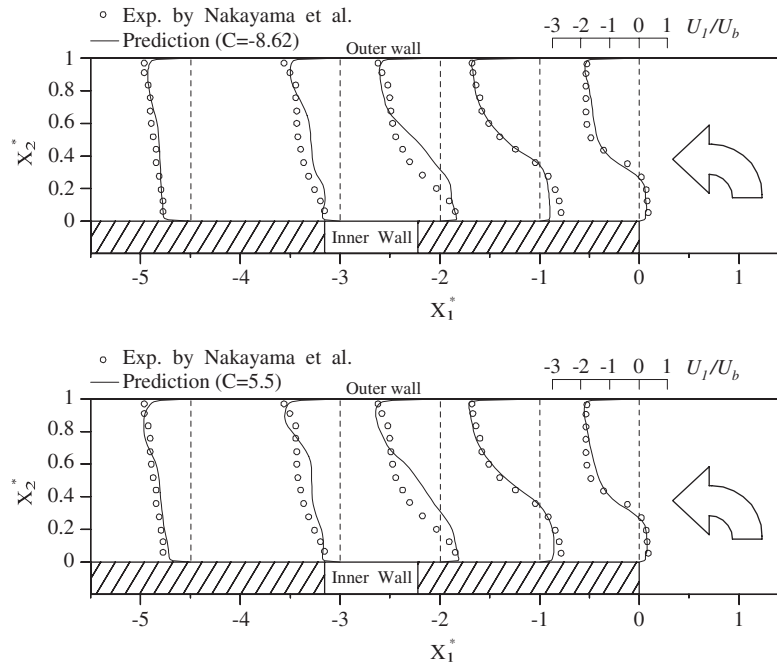 Exp. by Nakayama et al.
Prediction (C=-8.62)
Outer wall
-3 -2 -1 0 1 U1/Ub
1
0.8
0.6
0.4
0.2
0
X2*
Inner Wall
-5 -4 -3 -2 -1 0 1
X1*
Exp. by Nakayama et al.
Prediction (C=5.5)
Outer wall
-3 -2 -1 0 1 U1/Ub
1
0.8
0.6
0.4
0.2
0
X2*
Inner Wall
-5 -4 -3 -2 -1 0 1
X1*